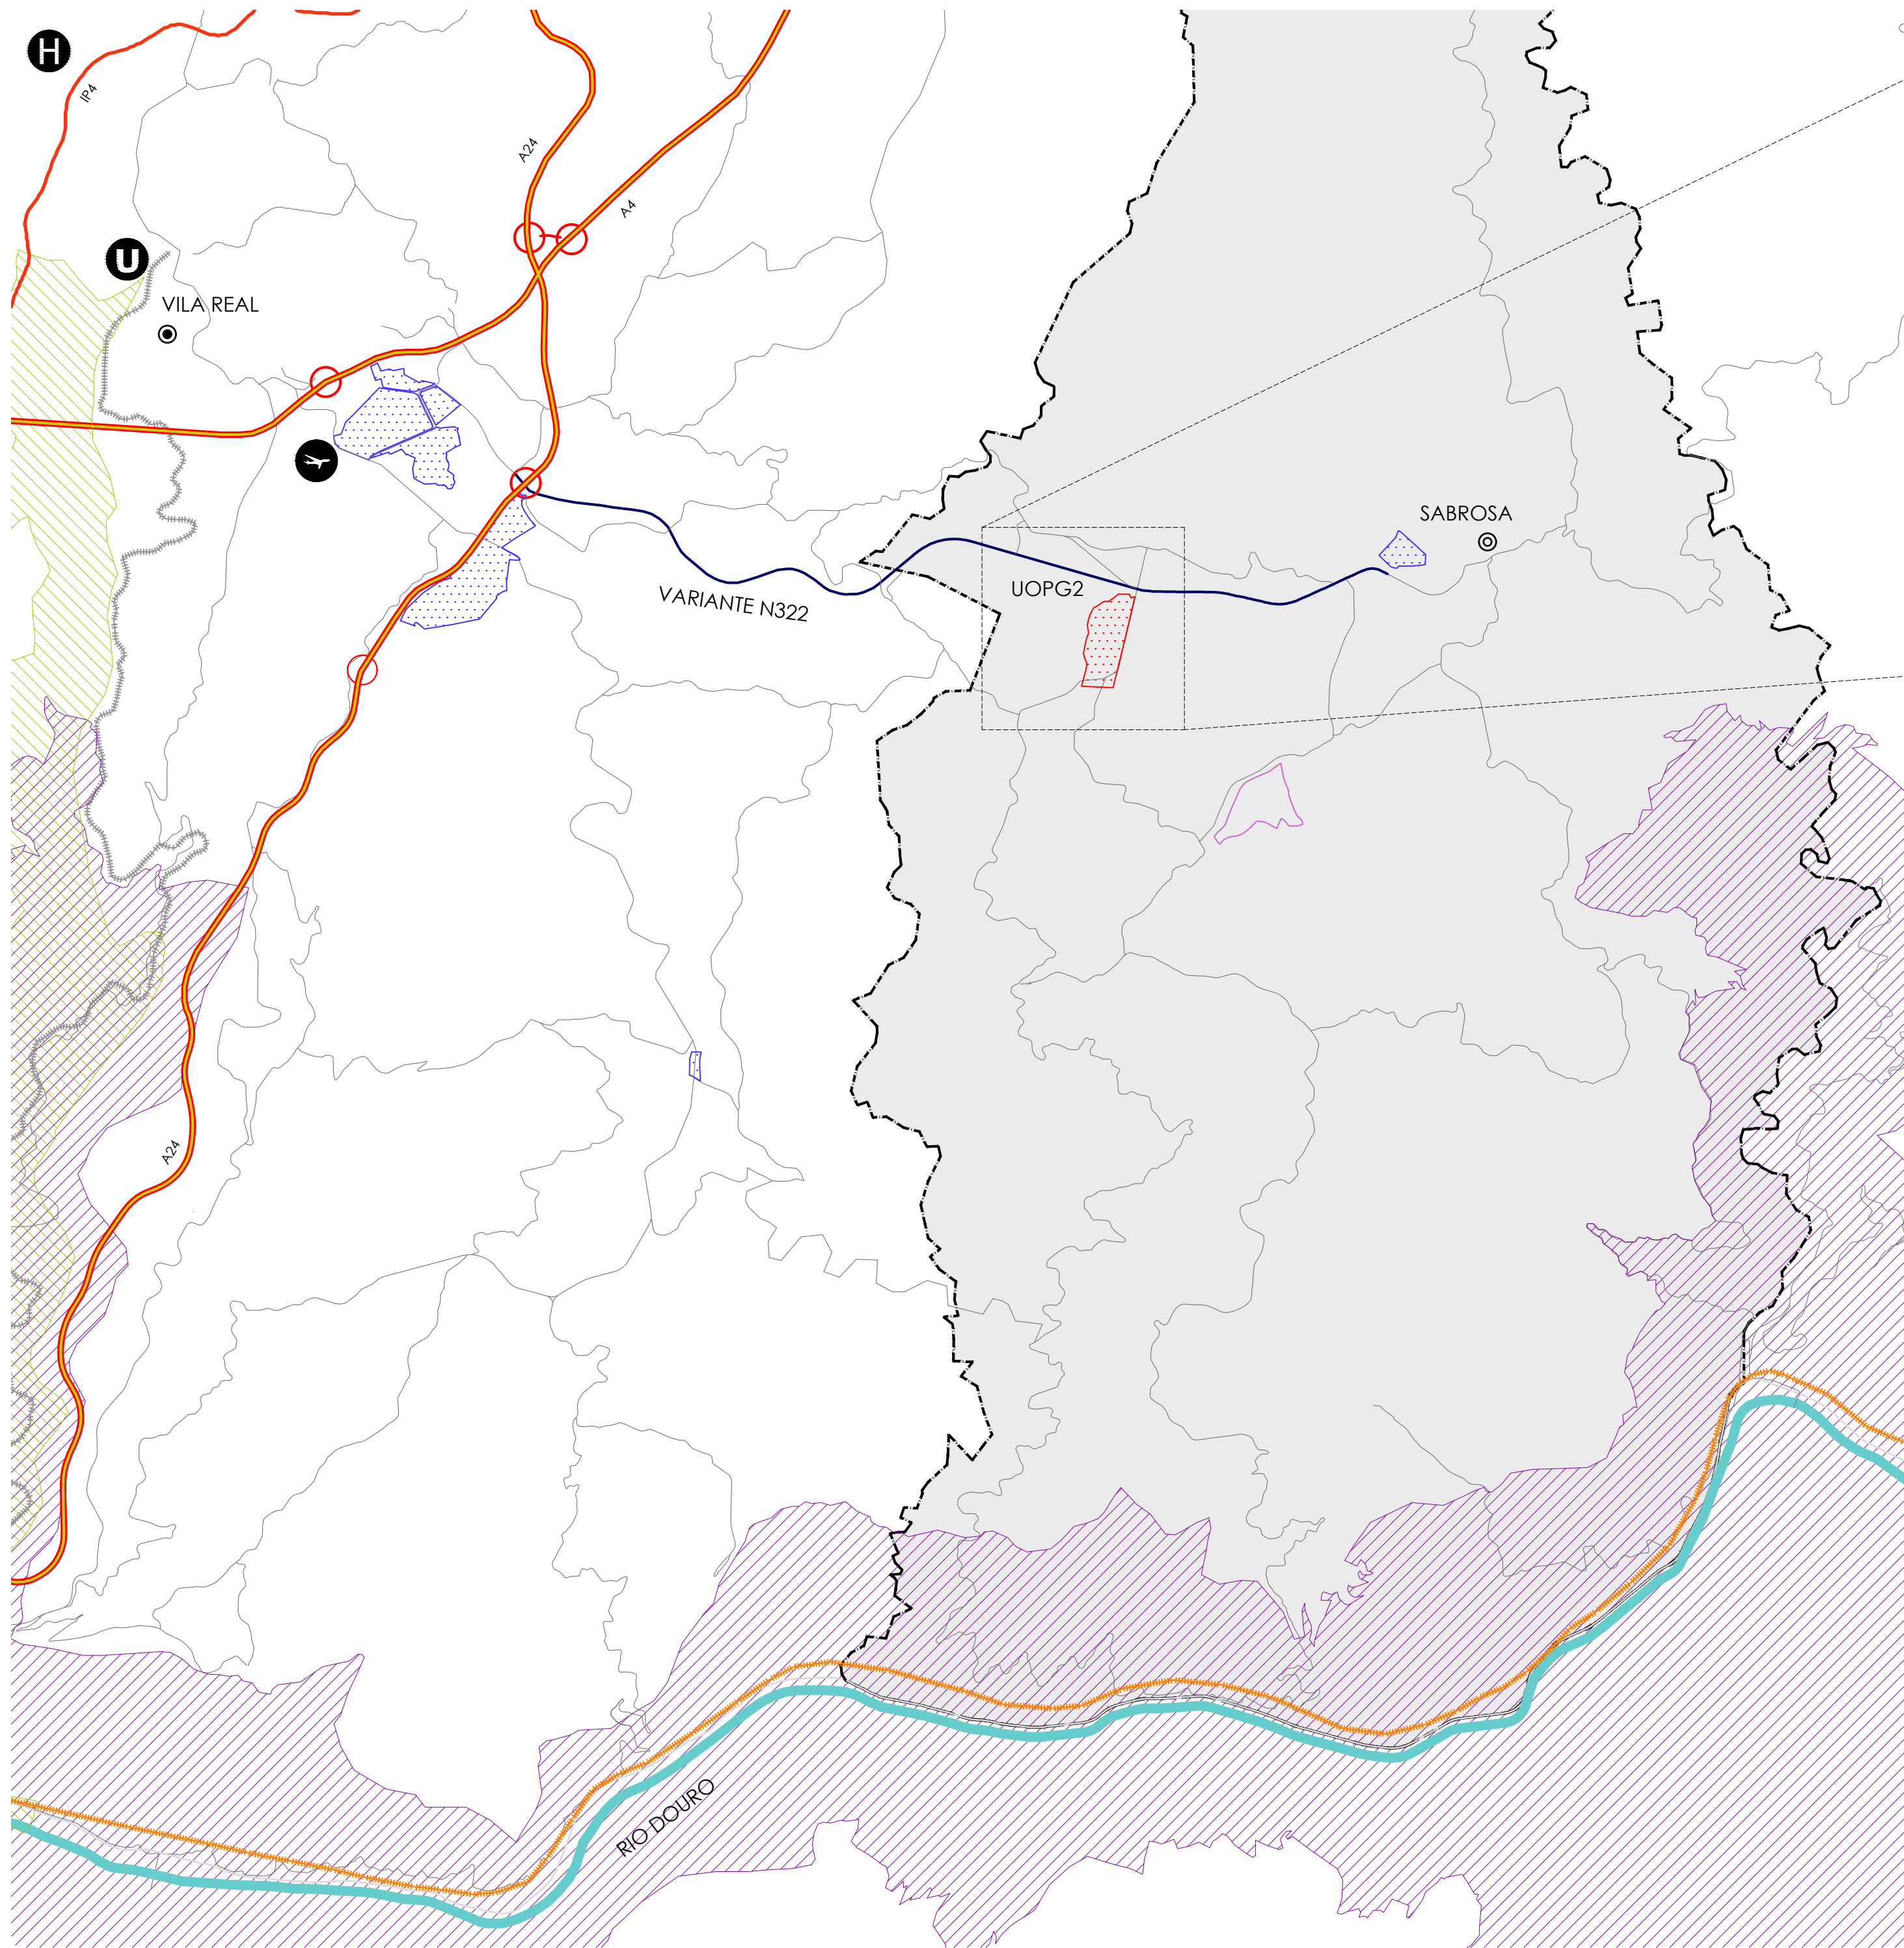 H
IP4
A24
A4
U
VILA REAL
SABROSA
UOPG2
VARIANTE N322
A24
RIO DOURO